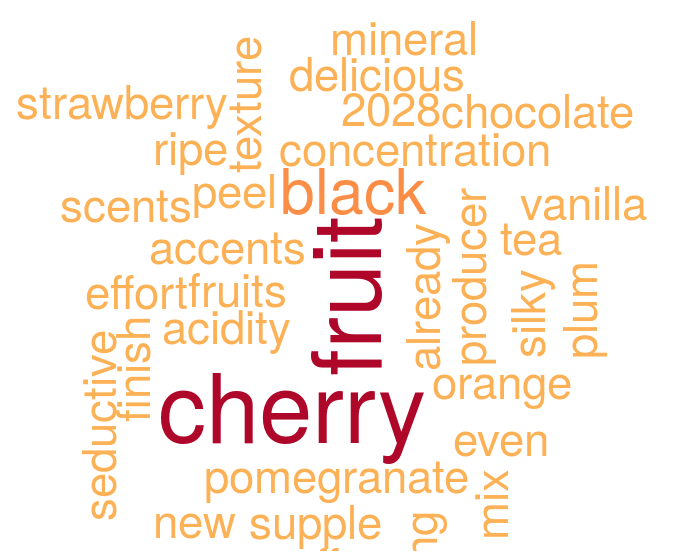 mineral
delicious
texture
strawberry
2028
chocolate
ripe
concentration
peel
black
scents
vanilla
accents
fruit
already
producer
tea
silky
plum
effort
fruits
acidity
seductive
finish
cherry
orange
even
pomegranate
mix
new
supple